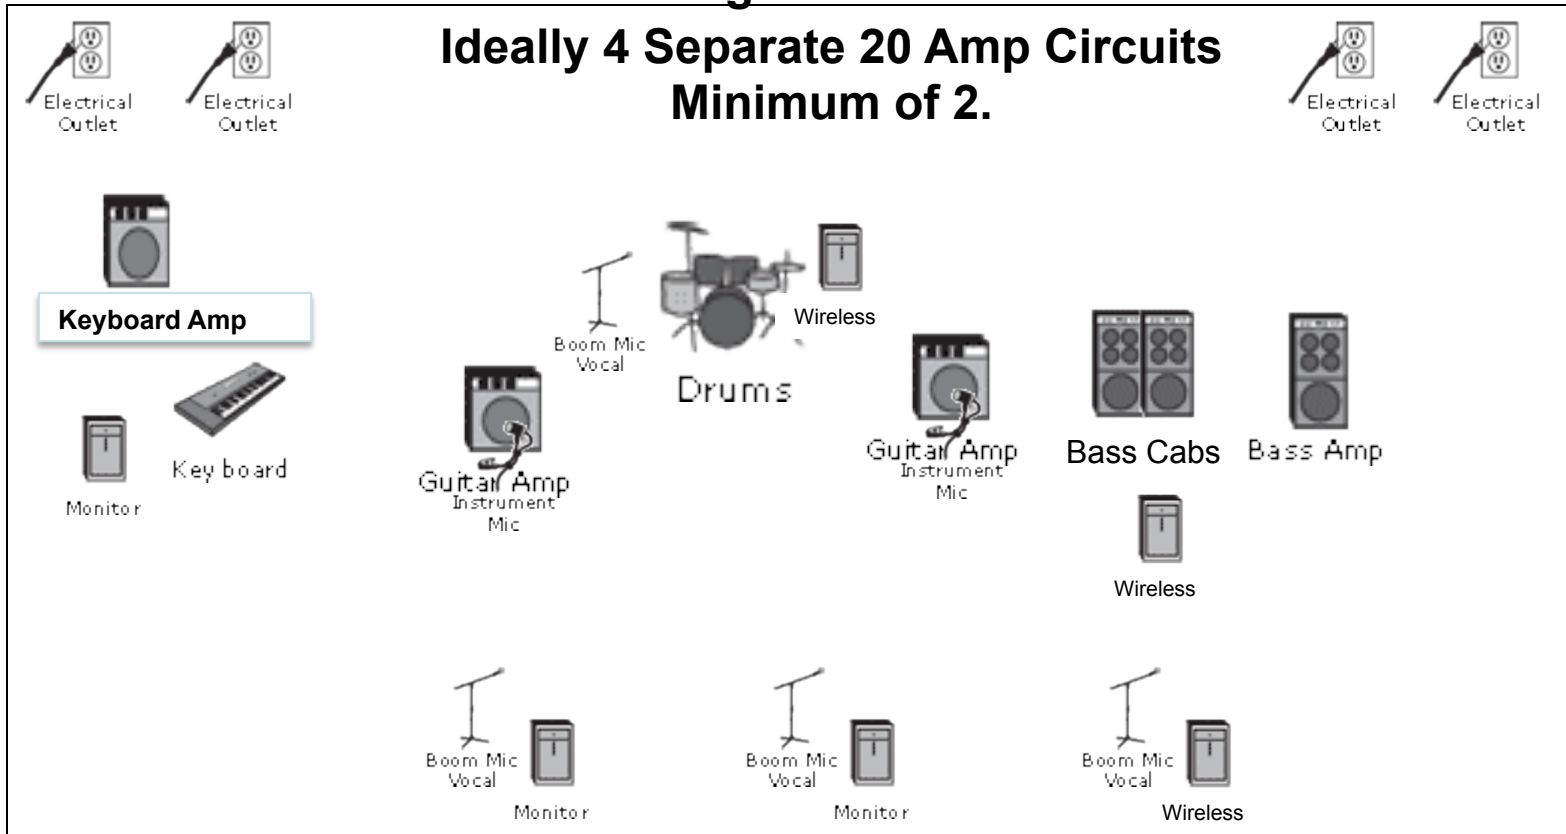 Ideally 4 Separate 20 Amp Circuits
Minimum of 2.
Electrical
Outlet
Electrical
Outlet
Electrical
Outlet
Electrical
Outlet
Keyboard Amp
Boom Mic
Vocal
Wireless
Drums
Keyboard
Monitor
Guitar Amp
Instrument
Mic
Guitar Amp
Instrument
Mic
Bass Cabs
Bass Amp
Wireless
Boom Mic
Vocal
Monitor
Boom Mic
Vocal
Monitor
Boom Mic
Vocal
Wireless